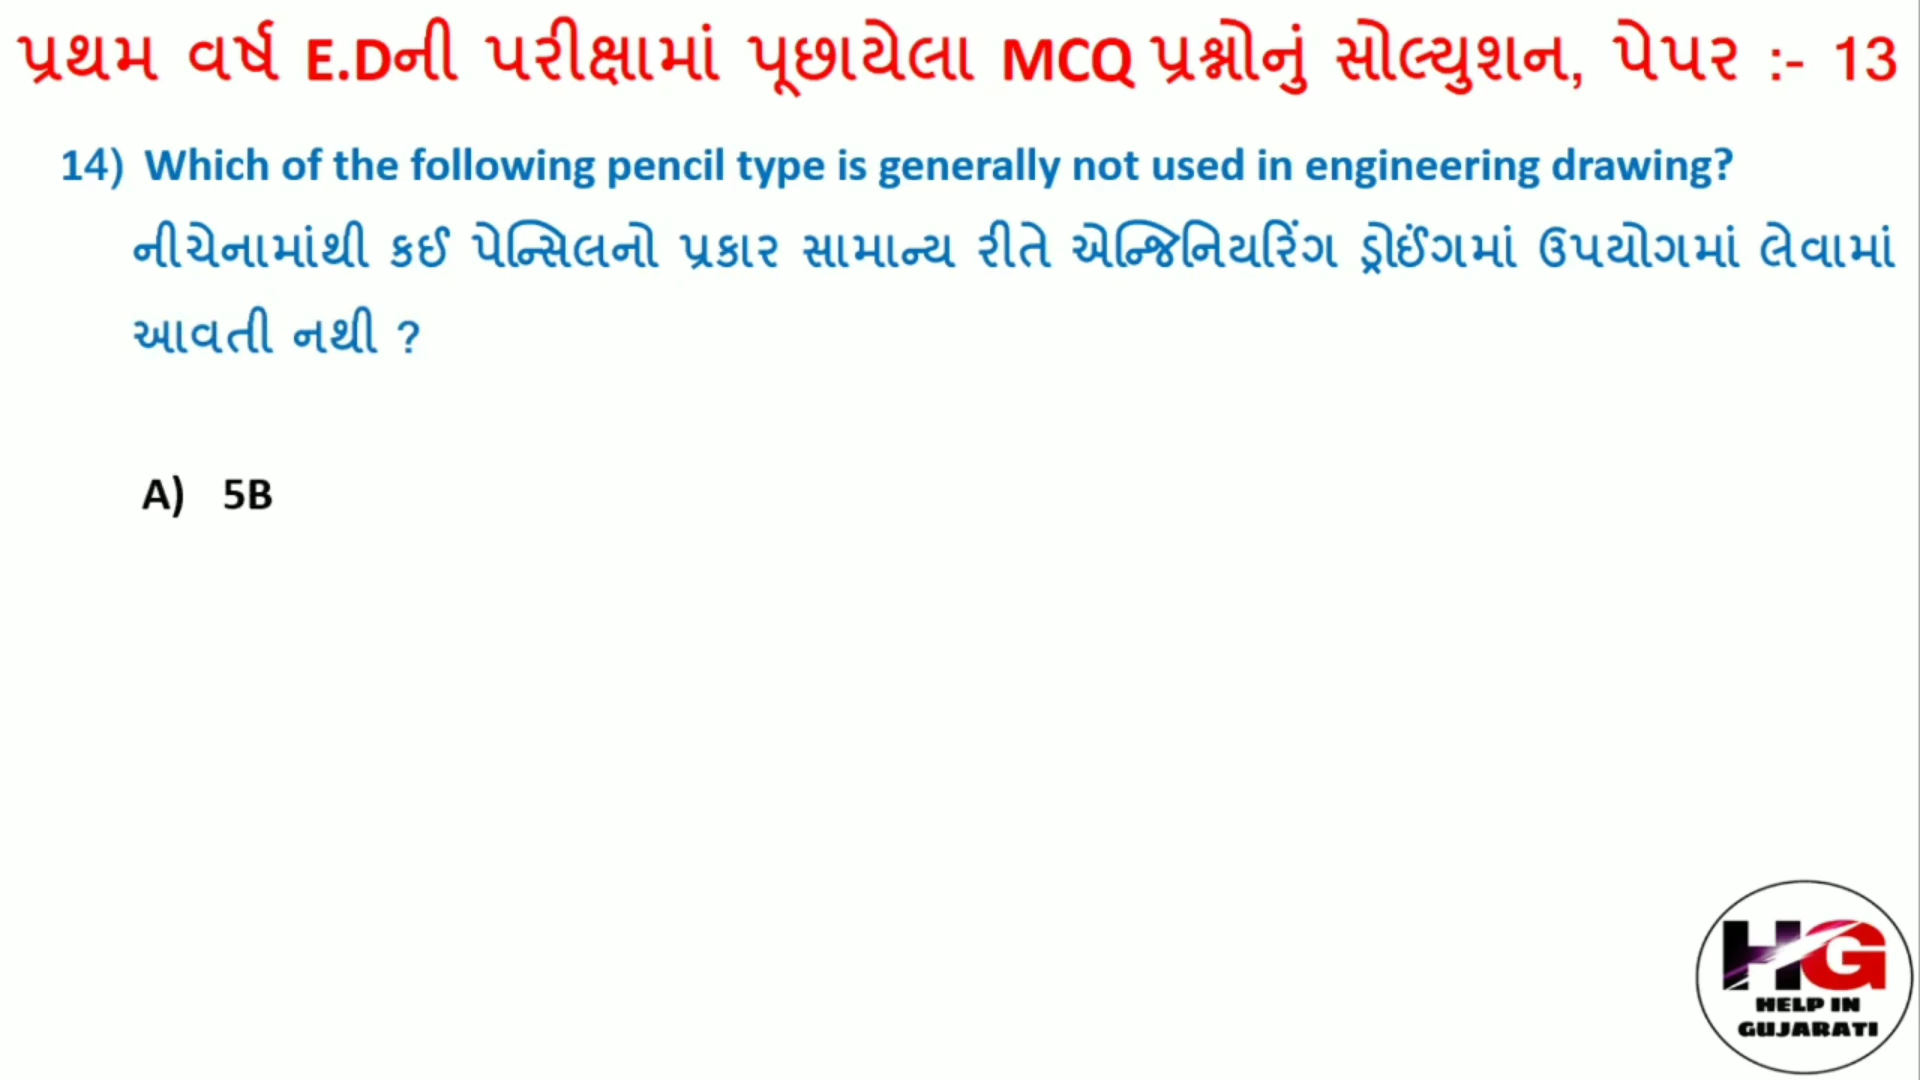 પ્રથમ વર્ષ E.Dની પરીક્ષામાં પૂછાયેલા MCQ પ્રશ્નોનું સોલ્યુશન, પેપર :- 13
14) Which of the following pencil type is generally not used in engineering drawing?
નીચેનામાંથી કઈ પેન્સિલનો પ્રકાર સામાન્ય રીતે એન્જિનિયરિંગ ડ્રોઈંગમાં ઉપયોગમાં લેવામાં
આવતી નથી ?
A) 5B
HG
HELP IN
GUJARATI